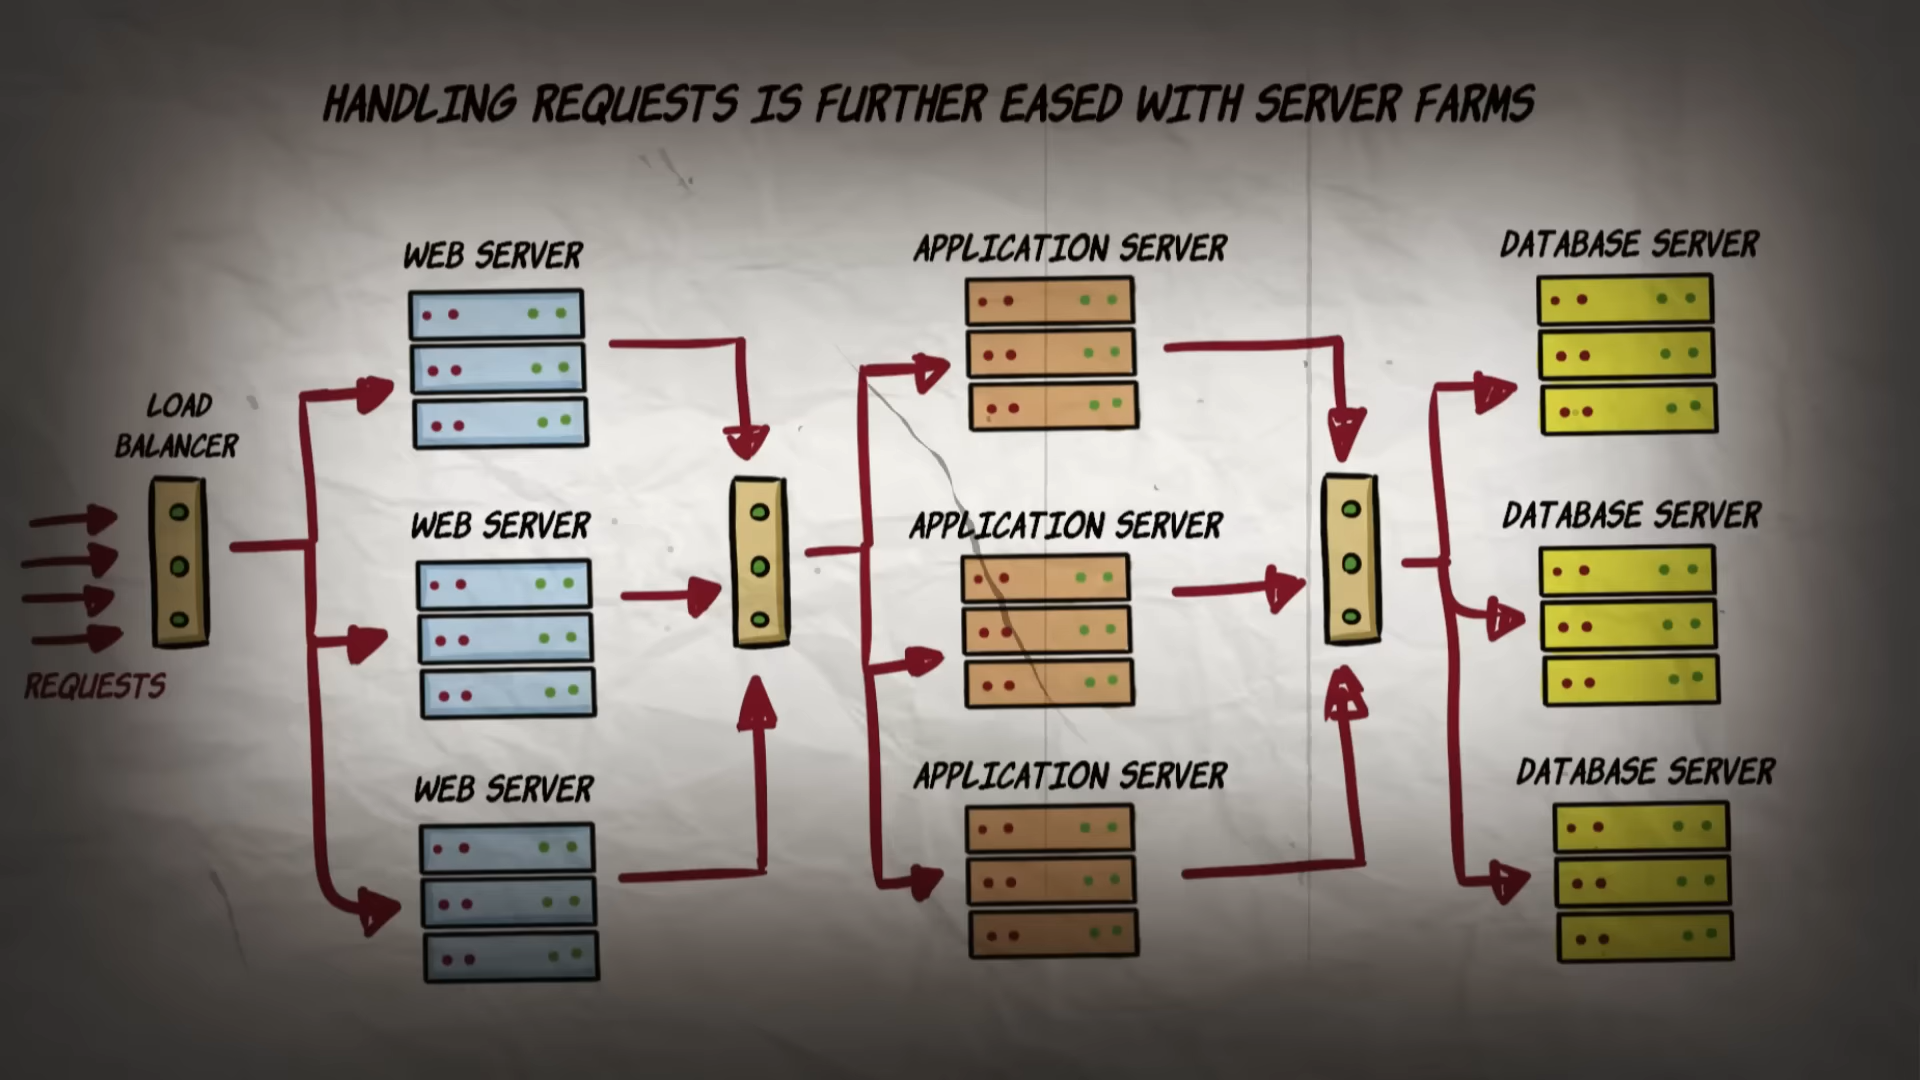 HANDLING REQUESTS IS FURTHER EASED WITH SERVER FARMS
WEB SERVER
APPLICATION SERVER
DATABASE SERVER
LOAD
BALANCER
WEB SERVER
APPLICATION SERVER
DATABASE SERVER
REQUESTS
WEB SERVER
APPLICATION SERVER
DATABASE SERVER